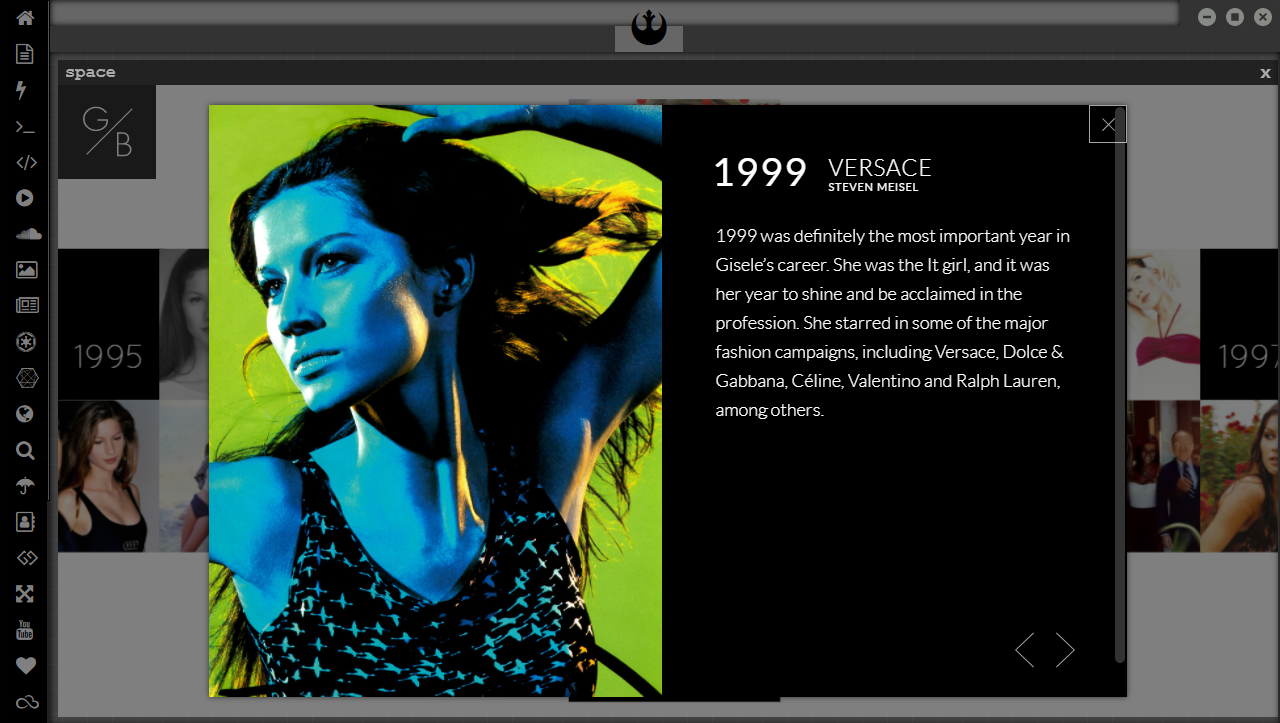 space
x
G/B
1999 VERSACE
STEVEN MEISEL
1999 was definitely the most important year in
Gisele’s career. She was the It girl, and it was
her year to shine and be acclaimed in the
profession. She starred in some of the major
fashion campaigns, including Versace, Dolce &
Gabbana, Céline, Valentino and Ralph Lauren,
among others.
1995
1997
You
Tube